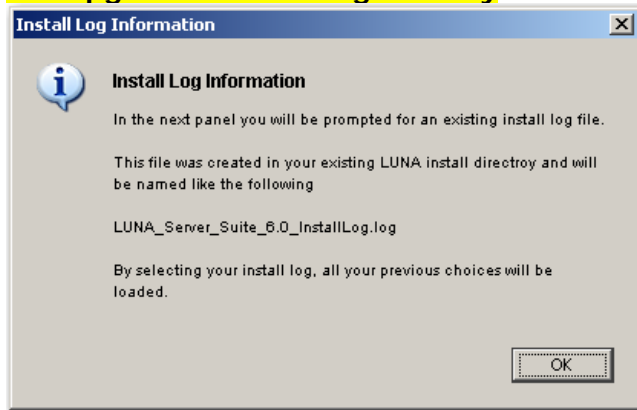 Install Log Information
Install Log Information
In the next panel you will be prompted for an existing install log file.
This file was created in your existing LUNA install directroy and will
be named like the following
LUNA_Server_Suite_6.0_InstallLog.log
By selecting your install log, all your previous choices will be
loaded.
OK